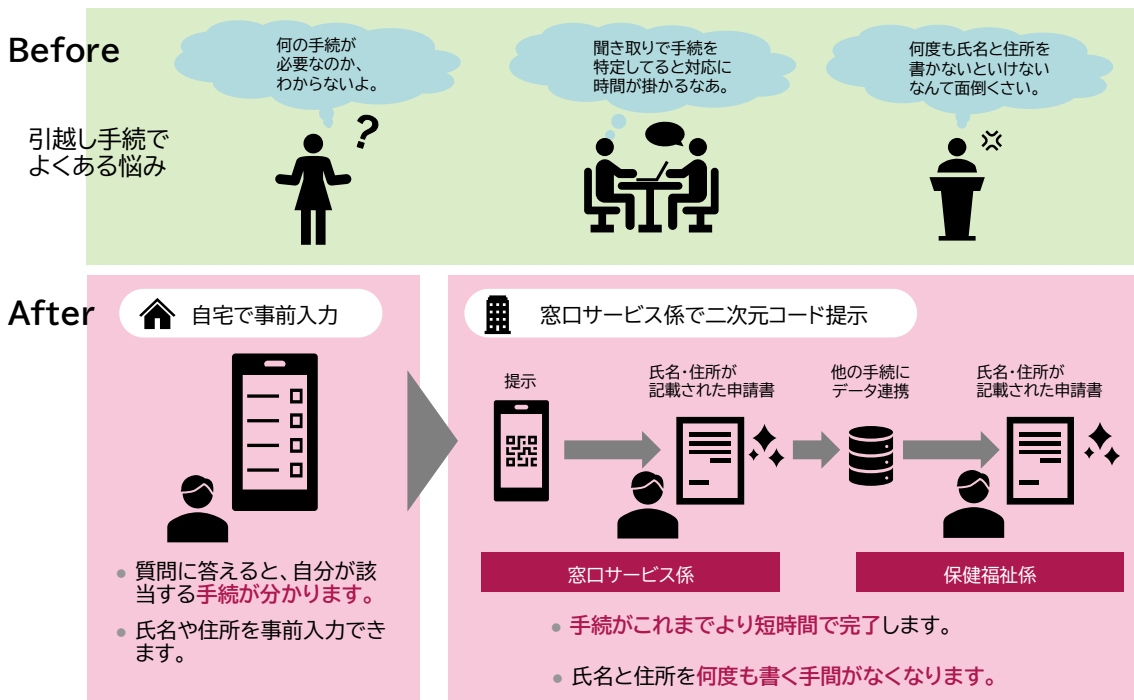 Before
引越し手続で
よくある悩み
何の手続が
必要なのか、
わからないよ。
?
聞き取りで手続を
特定してると対応に
時間が掛かるなあ。
何度も氏名と住所を
書かないといけない
なんて面倒くさい。
After
自宅で事前入力
• 質問に答えると、自分が該
当する手続が分かります。
• 氏名や住所を事前入力でき
ます。
窓口サービス係で二次元コード提示
提示
氏名・住所が
記載された申請書
他の手続に
データ連携
氏名・住所が
記載された申請書
窓口サービス係
保健福祉係
• 手続がこれまでより短時間で完了します。
• 氏名と住所を何度も書く手間がなくなります。